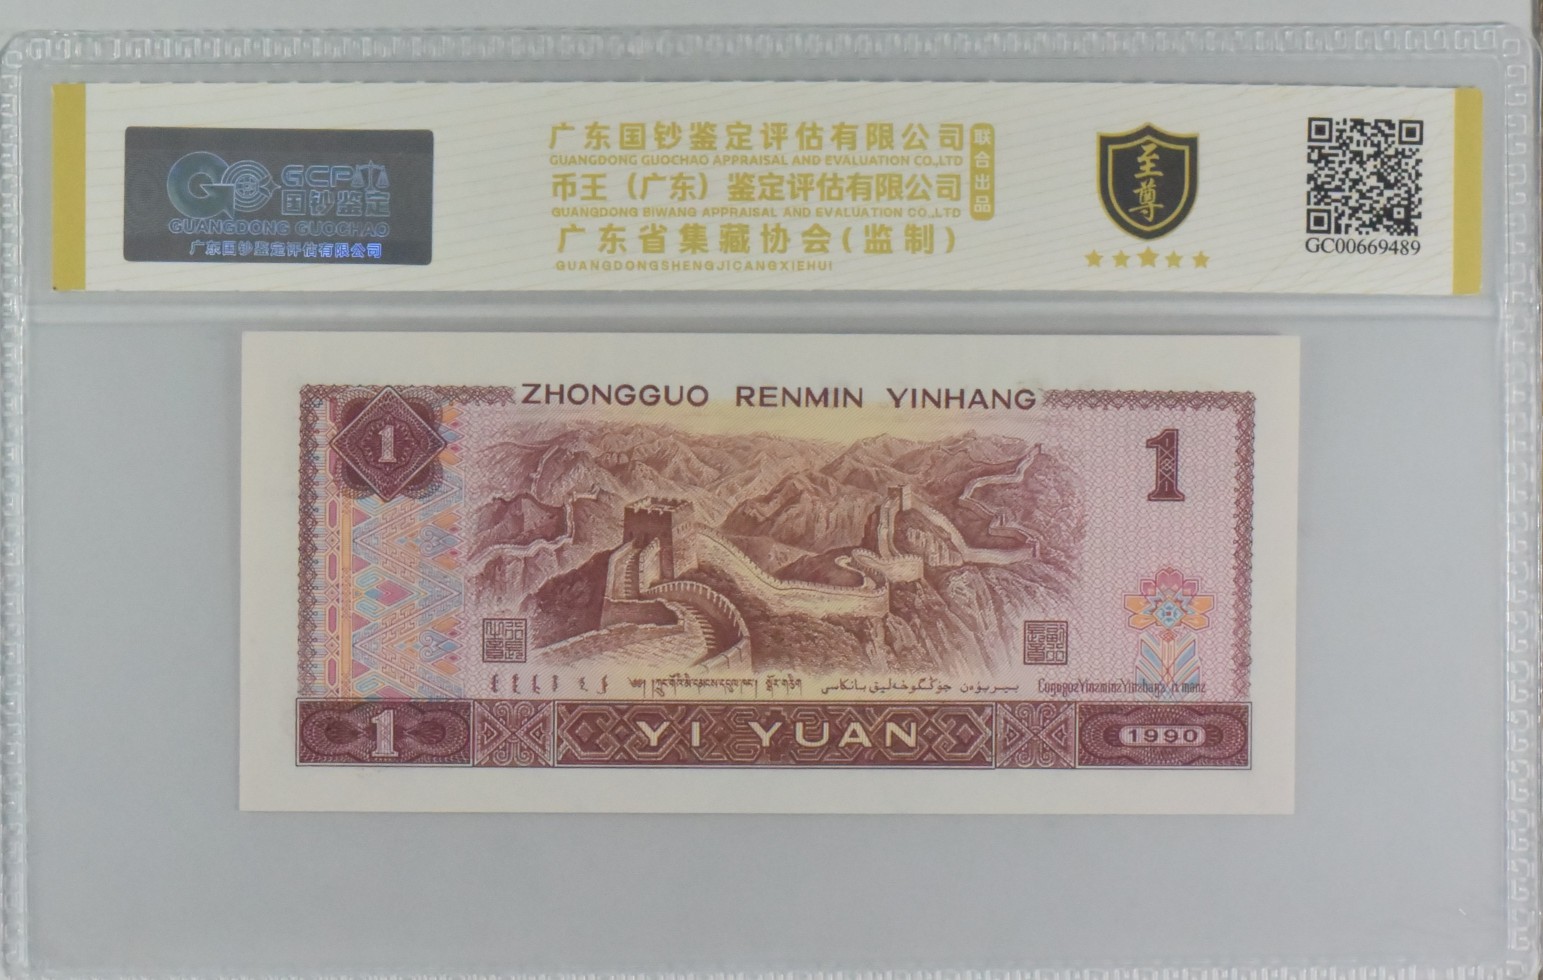 GCP
国钞鉴定
GUANGDONG GUOCHAO
广东国钞鉴定评估有限公司
广东国钞鉴定评估有限公司
GUANGDONG GUOCHAO APPRAISAL AND EVALUATION CO.,LTD
币王（广东）鉴定评估有限公司
GUANGDONG BIWANG APPRAISAL AND EVALUATION CO.,LTD
广东省集藏协会(监制)
GUANGDONGSHENGJICANGXIEHUI
联合出品
至尊
GC00669489
ZHONGGUO RENMIN YINHANG
1
1
1
YI YUAN
1990